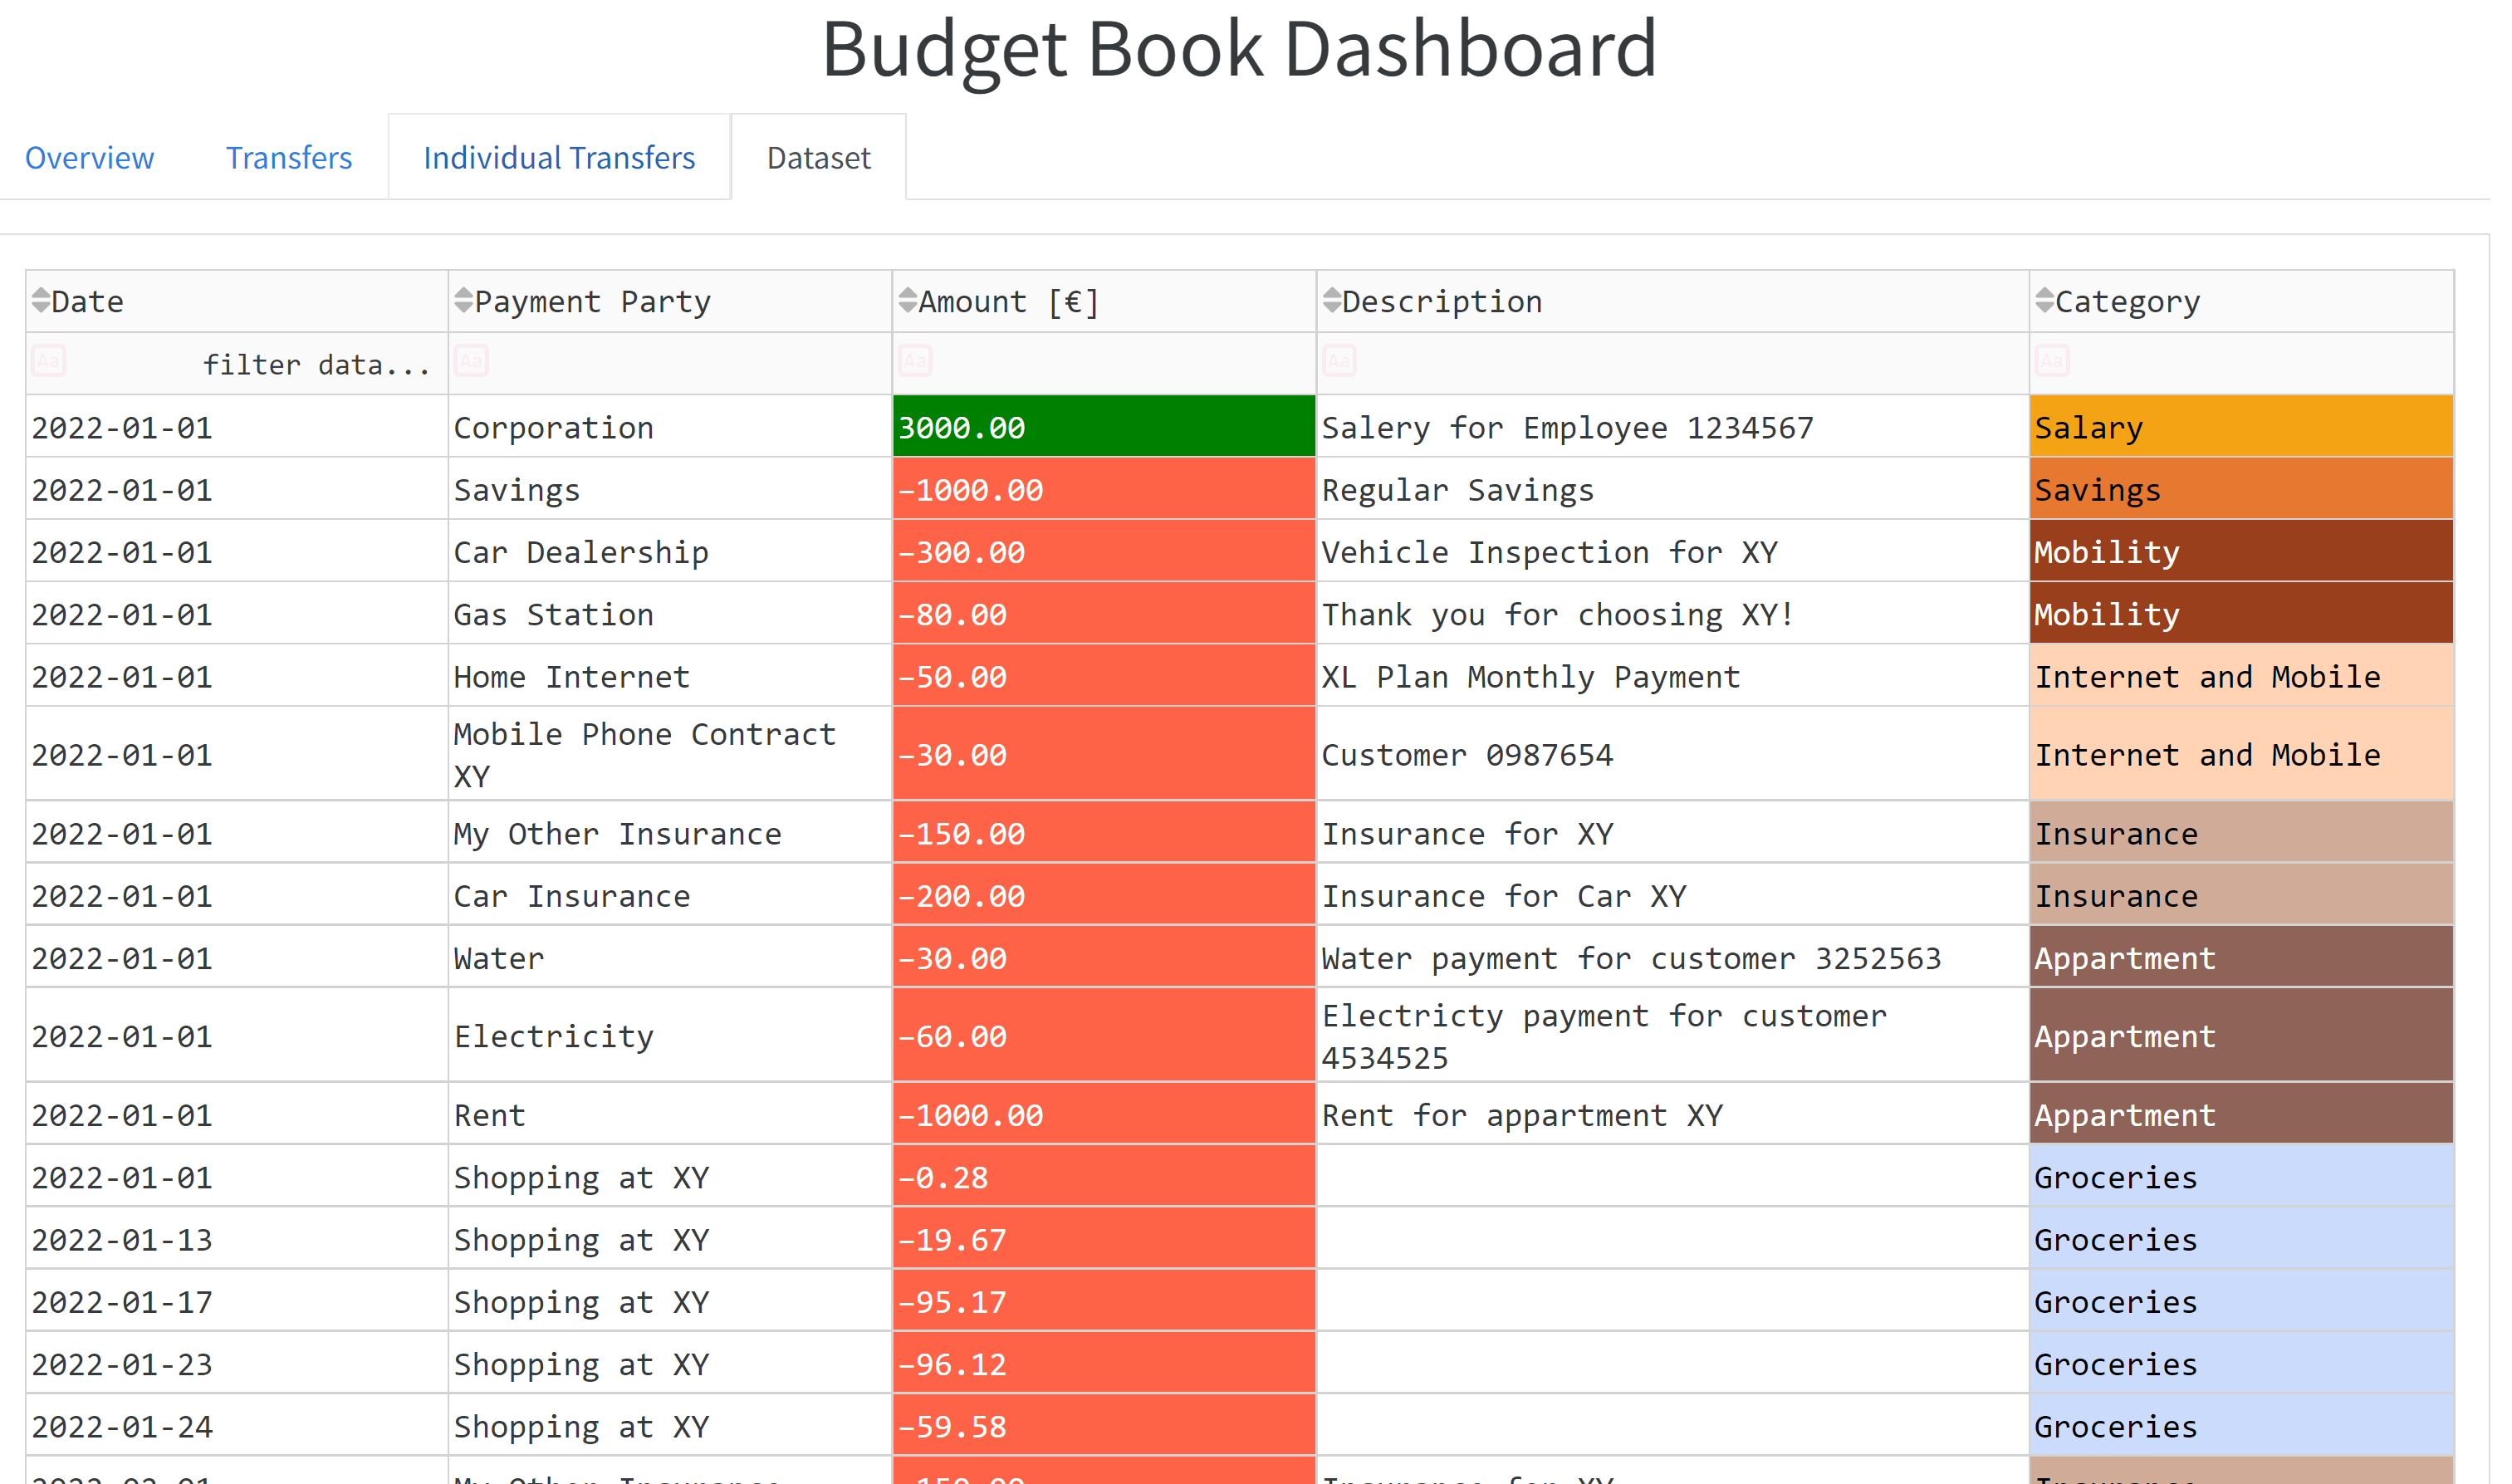 Budget Book Dashboard
Overview Transfers Individual Transfers Dataset
Date Payment Party Amount [€] Description Category
Aa filter data... Aa Aa Aa Aa
2022-01-01 Corporation 3000.00 Salery for Employee 1234567 Salary
2022-01-01 Savings -1000.00 Regular Savings Savings
2022-01-01 Car Dealership -300.00 Vehicle Inspection for XY Mobility
2022-01-01 Gas Station -80.00 Thank you for choosing XY! Mobility
2022-01-01 Home Internet -50.00 XL Plan Monthly Payment Internet and Mobile
2022-01-01 Mobile Phone Contract
XY -30.00 Customer 0987654 Internet and Mobile
2022-01-01 My Other Insurance -150.00 Insurance for XY Insurance
2022-01-01 Car Insurance -200.00 Insurance for Car XY Insurance
2022-01-01 Water -30.00 Water payment for customer 3252563 Appartment
2022-01-01 Electricity -60.00 Electricty payment for customer
4534525 Appartment
2022-01-01 Rent -1000.00 Rent for appartment XY Appartment
2022-01-01 Shopping at XY -0.28 Groceries
2022-01-13 Shopping at XY -19.67 Groceries
2022-01-17 Shopping at XY -95.17 Groceries
2022-01-23 Shopping at XY -96.12 Groceries
2022-01-24 Shopping at XY -59.58 Groceries